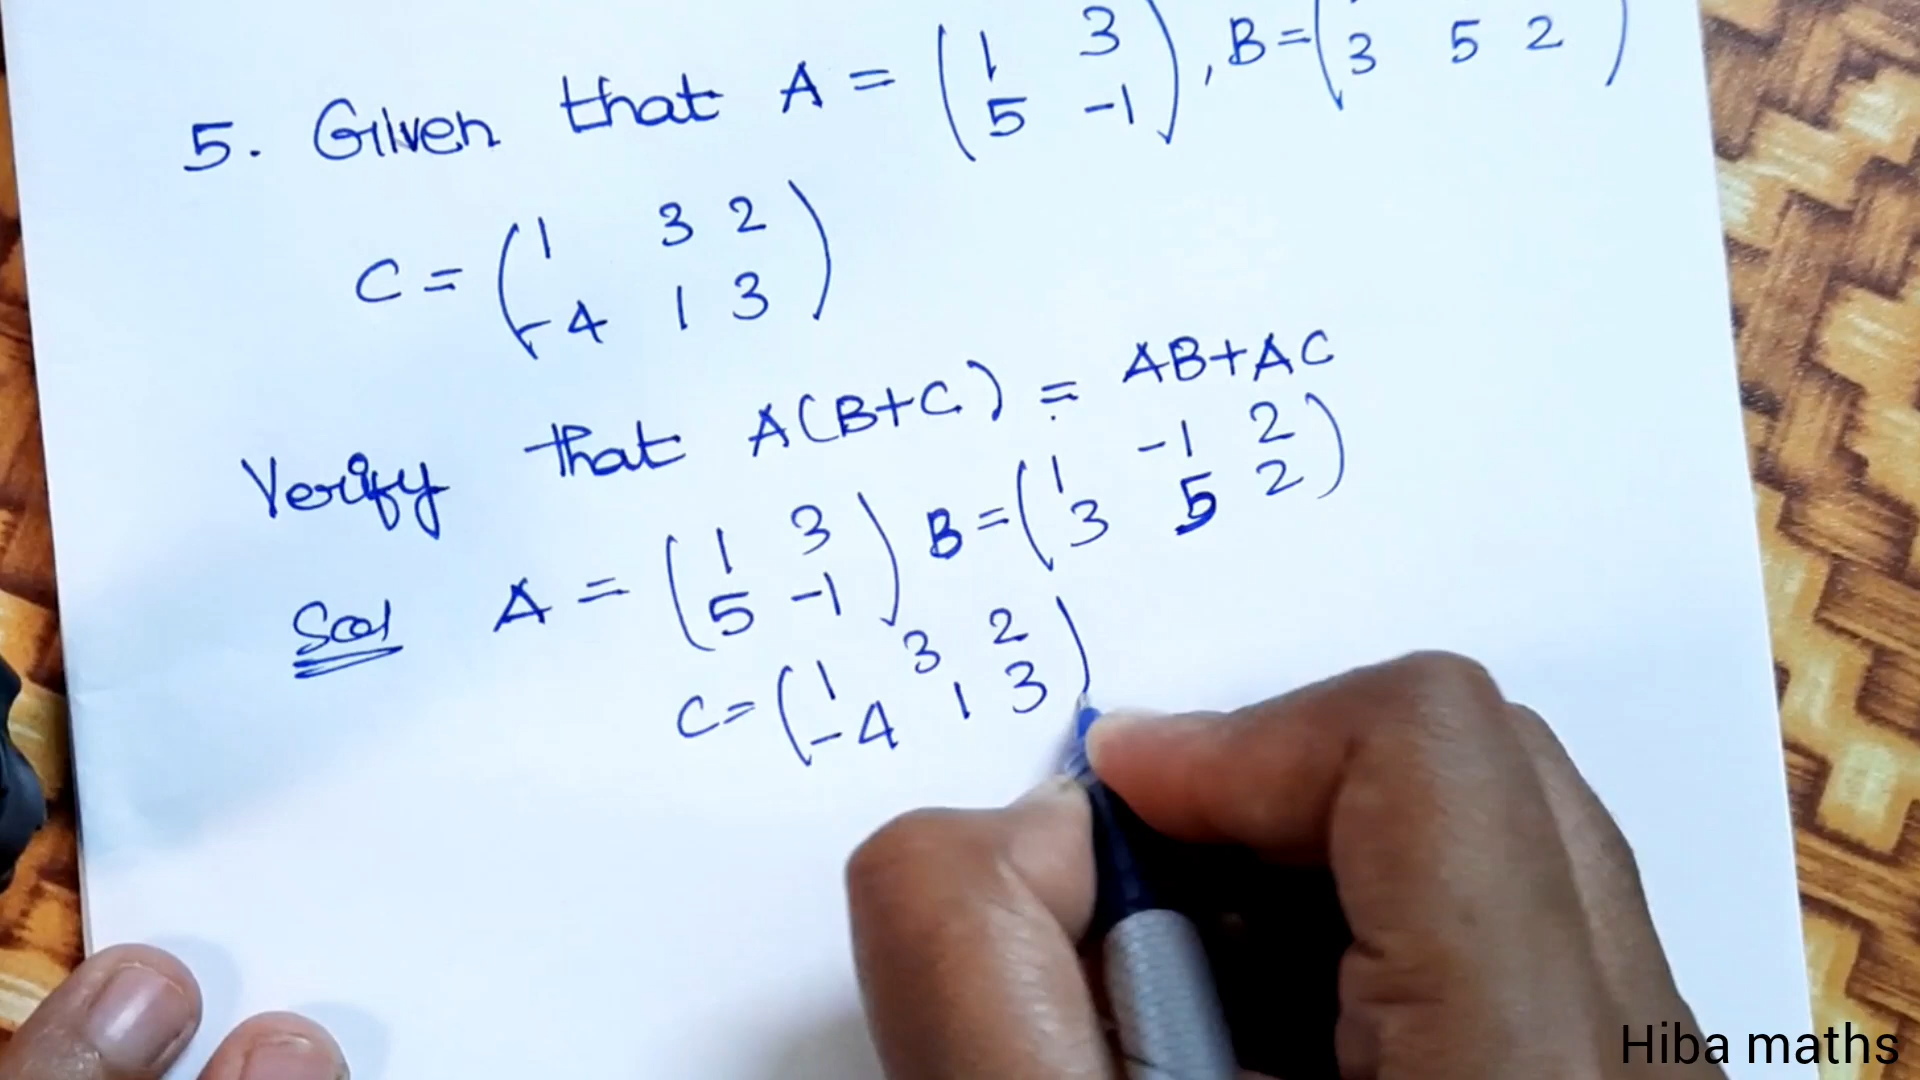 5. Given that A = ( 1 3 5 -1 ), B = ( 3 5 2 )
C = ( 1 3 2 -4 1 3 )
Verify that A(B+C) = AB+AC
Sol A = ( 1 3 5 -1 ) B = ( 1 -1 2 3 5 2 )
C = ( 1 3 2 -4 1 3 )
Hiba maths